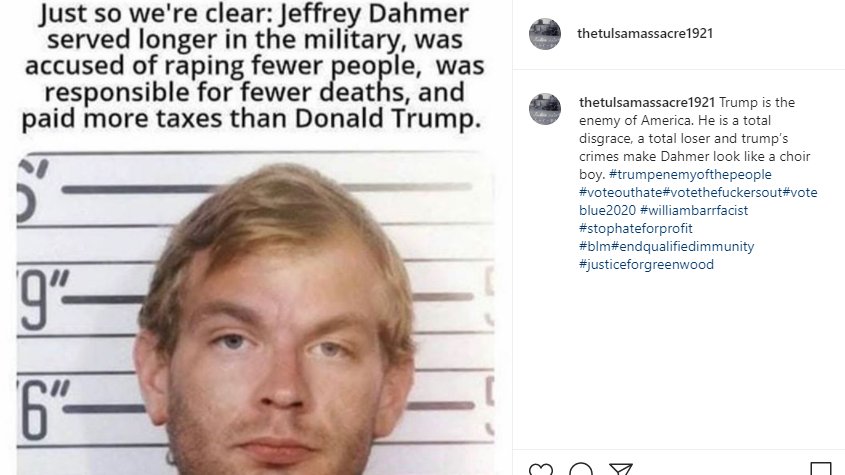 Just so we're clear: Jeffrey Dahmer
served longer in the military, was
accused of raping fewer people, was
responsible for fewer deaths, and
paid more taxes than Donald Trump.
9"
6"
thetulsamassacre1921
thetulsamassacre1921 Trump is the
enemy of America. He is a total
disgrace, a total loser and trump's
crimes make Dahmer look like a choir
boy. #trumpenemyofthepeople
#voteouthate#votethefuckersout#vote
blue2020 #williambarrfacist
#stophateforprofit
#blm#endqualifiedimmunity
#justiceforgreenwood